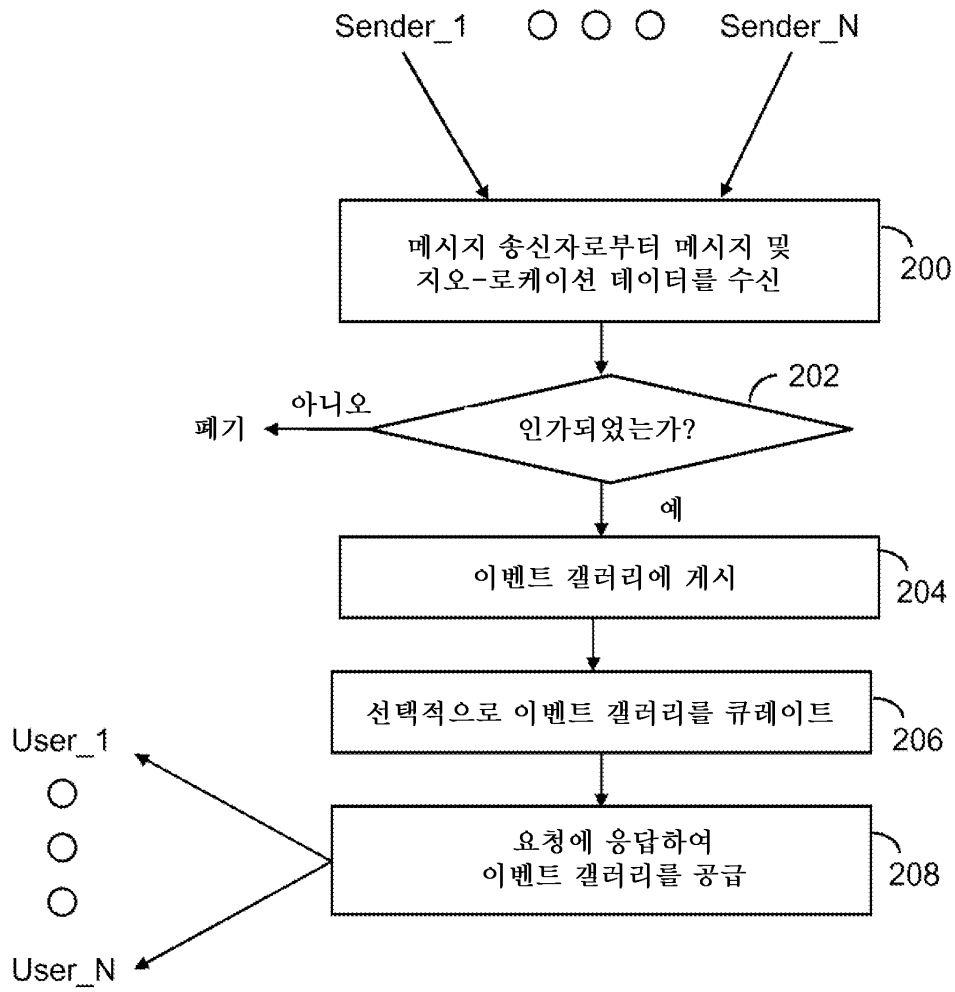 Sender_1
Sender_N
메시지 송신자로부터 메시지 및
지오-로케이션 데이터를 수신
200
202
아니오
폐기
인가되었는가?
예
이벤트 갤러리에 게시
204
선택적으로 이벤트 갤러리를 큐레이트
206
User_1
요청에 응답하여
이벤트 갤러리를 공급
208
User_N